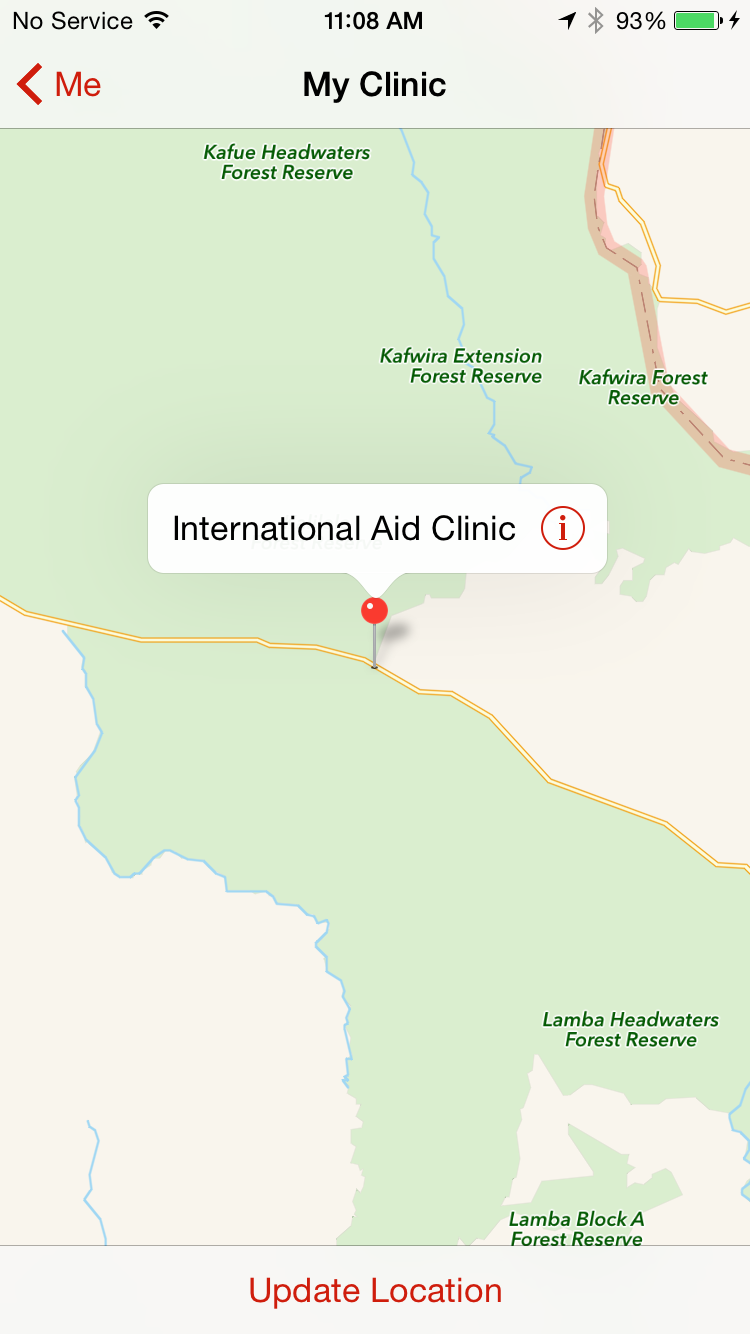 No Service 11:08 AM 93%
Me My Clinic
Kafue Headwaters
Forest Reserve
Kafwira Extension
Forest Reserve
Kafwira Forest
Reserve
International Aid Clinic i
Lamba Headwaters
Forest Reserve
Lamba Block A
Forest Reserve
Update Location